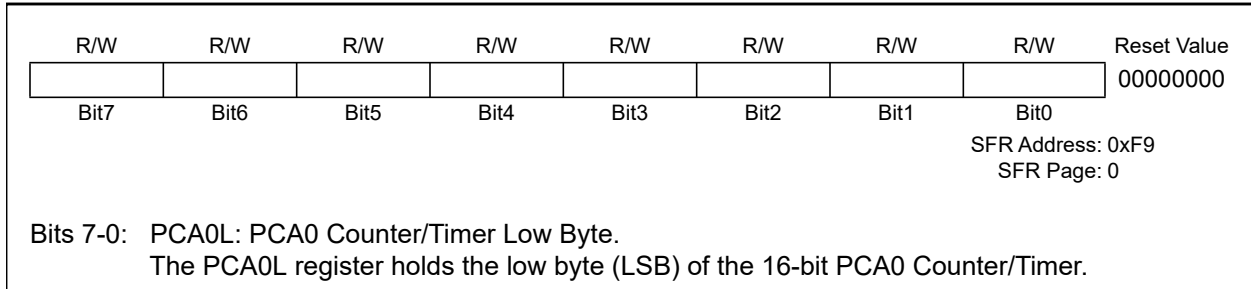 R/W R/W R/W R/W R/W R/W R/W R/W Reset Value
00000000
Bit7 Bit6 Bit5 Bit4 Bit3 Bit2 Bit1 Bit0
SFR Address: 0xF9
SFR Page: 0
Bits 7-0: PCA0L: PCA0 Counter/Timer Low Byte.
The PCA0L register holds the low byte (LSB) of the 16-bit PCA0 Counter/Timer.